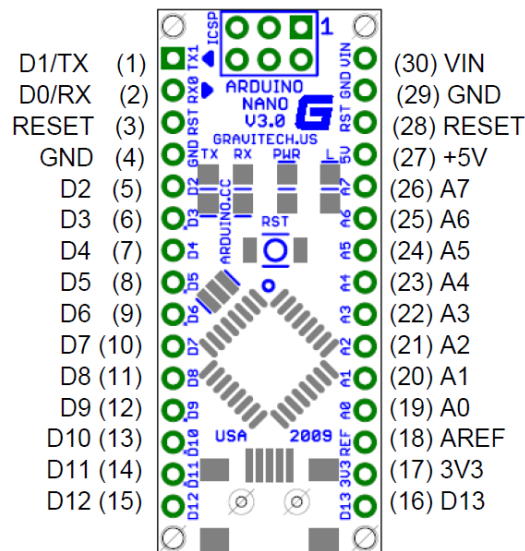 D1/TX (1)
D0/RX (2)
RESET (3)
GND (4)
D2 (5)
D3 (6)
D4 (7)
D5 (8)
D6 (9)
D7 (10)
D8 (11)
D9 (12)
D10 (13)
D11 (14)
D12 (15)
TX1
RX0
RST
GND
D2
D3
D4
D5
D6
D7
D8
D9
D10
D11
D12
ICSP
1
ARDUINO
NANO
V3.0
G
GRAVITECH.US
TX RX PWR L
ARDUINO.CC
RST
USA 2009
VIN
GND
RST
5V
A7
A6
A5
A4
A3
A2
A1
A0
REF
3V3
D13
(30) VIN
(29) GND
(28) RESET
(27) +5V
(26) A7
(25) A6
(24) A5
(23) A4
(22) A3
(21) A2
(20) A1
(19) A0
(18) AREF
(17) 3V3
(16) D13